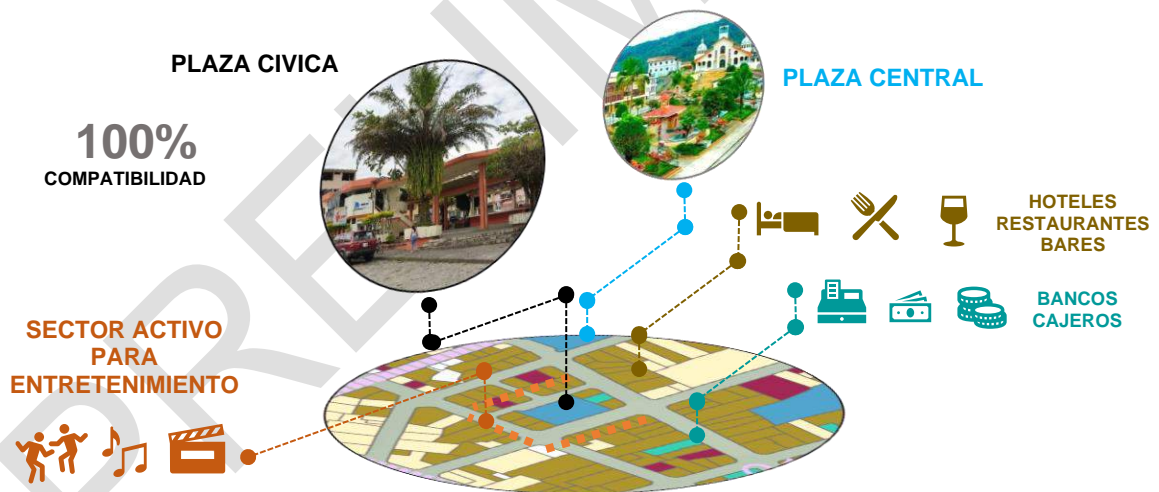 PLAZA CIVICA
PLAZA CENTRAL
100%
COMPATIBILIDAD
HOTELES
RESTAURANTES
BARES
BANCOS
CAJEROS
SECTOR ACTIVO
PARA
ENTRETENIMIENTO